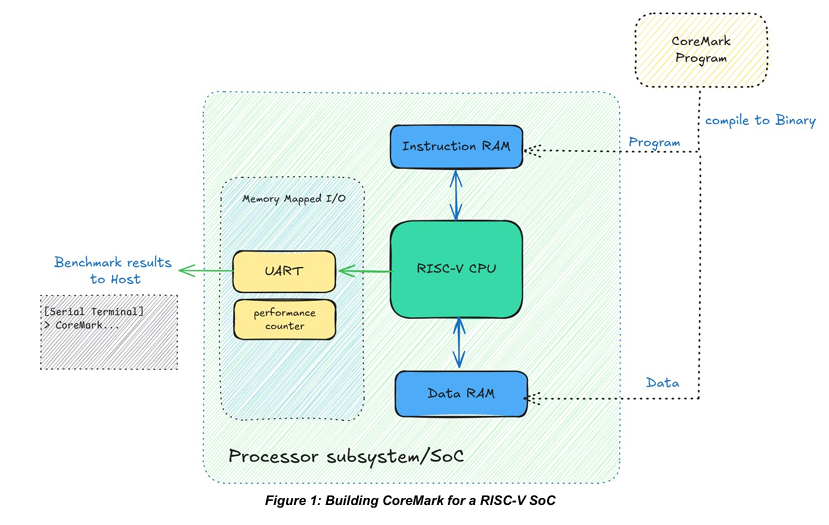 CoreMark
Program
compile to Binary
Program
Instruction RAM
Memory Mapped I/O
Benchmark results
to Host
UART
RISC-V CPU
[Serial Terminal]
> CoreMark...
performance
counter
Data
Data RAM
Processor subsystem/SoC
Figure 1: Building CoreMark for a RISC-V SoC